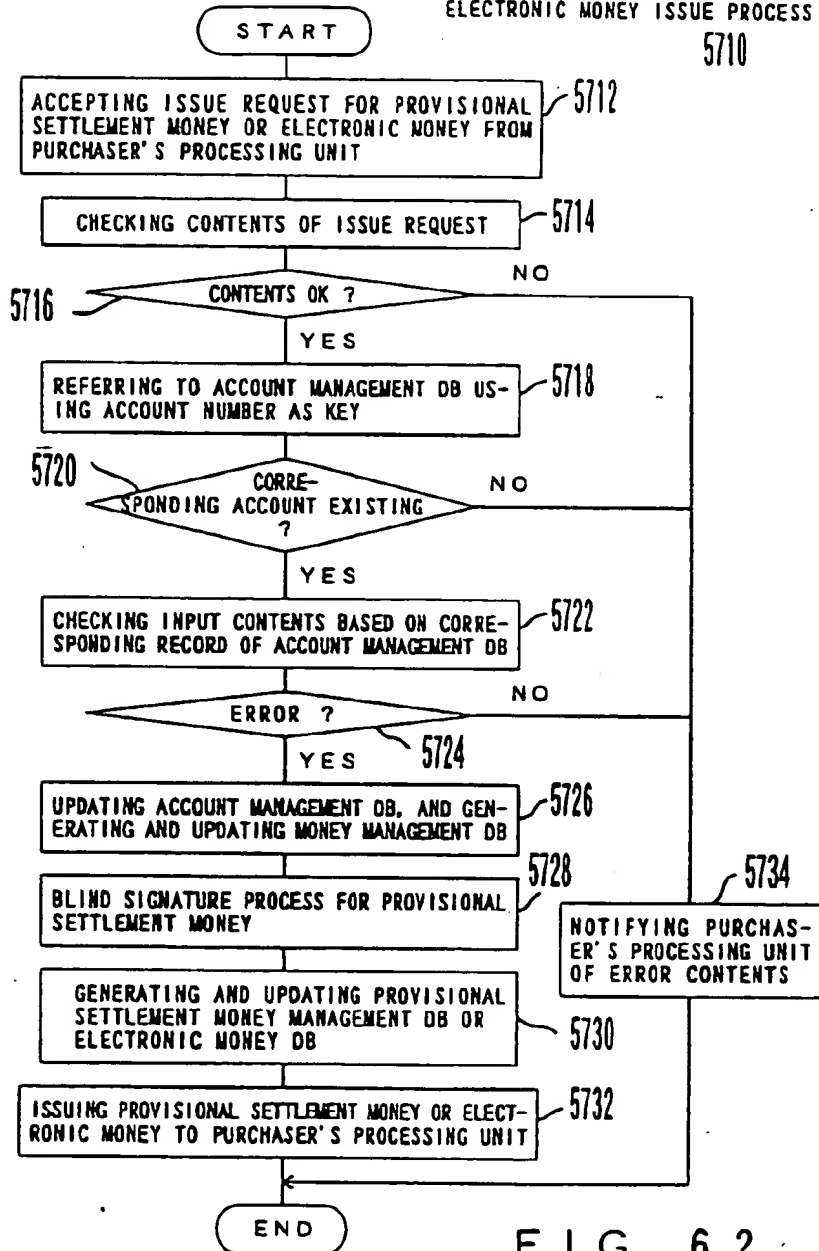 ELECTRONIC MONEY ISSUE PROCESS
5710
START
ACCEPTING ISSUE REQUEST FOR PROVISIONAL
SETTLEMENT MONEY OR ELECTRONIC MONEY FROM
PURCHASER'S PROCESSING UNIT
5712
CHECKING CONTENTS OF ISSUE REQUEST
5714
CONTENTS OK ?
NO
5716
YES
REFERRING TO ACCOUNT MANAGEMENT DB US-
ING ACCOUNT NUMBER AS KEY
5718
5720
CORRE-
SPONDING ACCOUNT EXISTING
?
NO
YES
CHECKING INPUT CONTENTS BASED ON CORRE-
SPONDING RECORD OF ACCOUNT MANAGEMENT DB
5722
ERROR ?
NO
5724
YES
UPDATING ACCOUNT MANAGEMENT DB, AND GEN-
ERATING AND UPDATING MONEY MANAGEMENT DB
5726
BLIND SIGNATURE PROCESS FOR PROVISIONAL
SETTLEMENT MONEY
5728
5734
NOTIFYING PURCHAS-
ER'S PROCESSING UNIT
OF ERROR CONTENTS
GENERATING AND UPDATING PROVISIONAL
SETTLEMENT MONEY MANAGEMENT DB OR
ELECTRONIC MONEY DB
5730
ISSUING PROVISIONAL SETTLEMENT MONEY OR ELECT-
RONIC MONEY TO PURCHASER'S PROCESSING UNIT
5732
END
FIG. 62